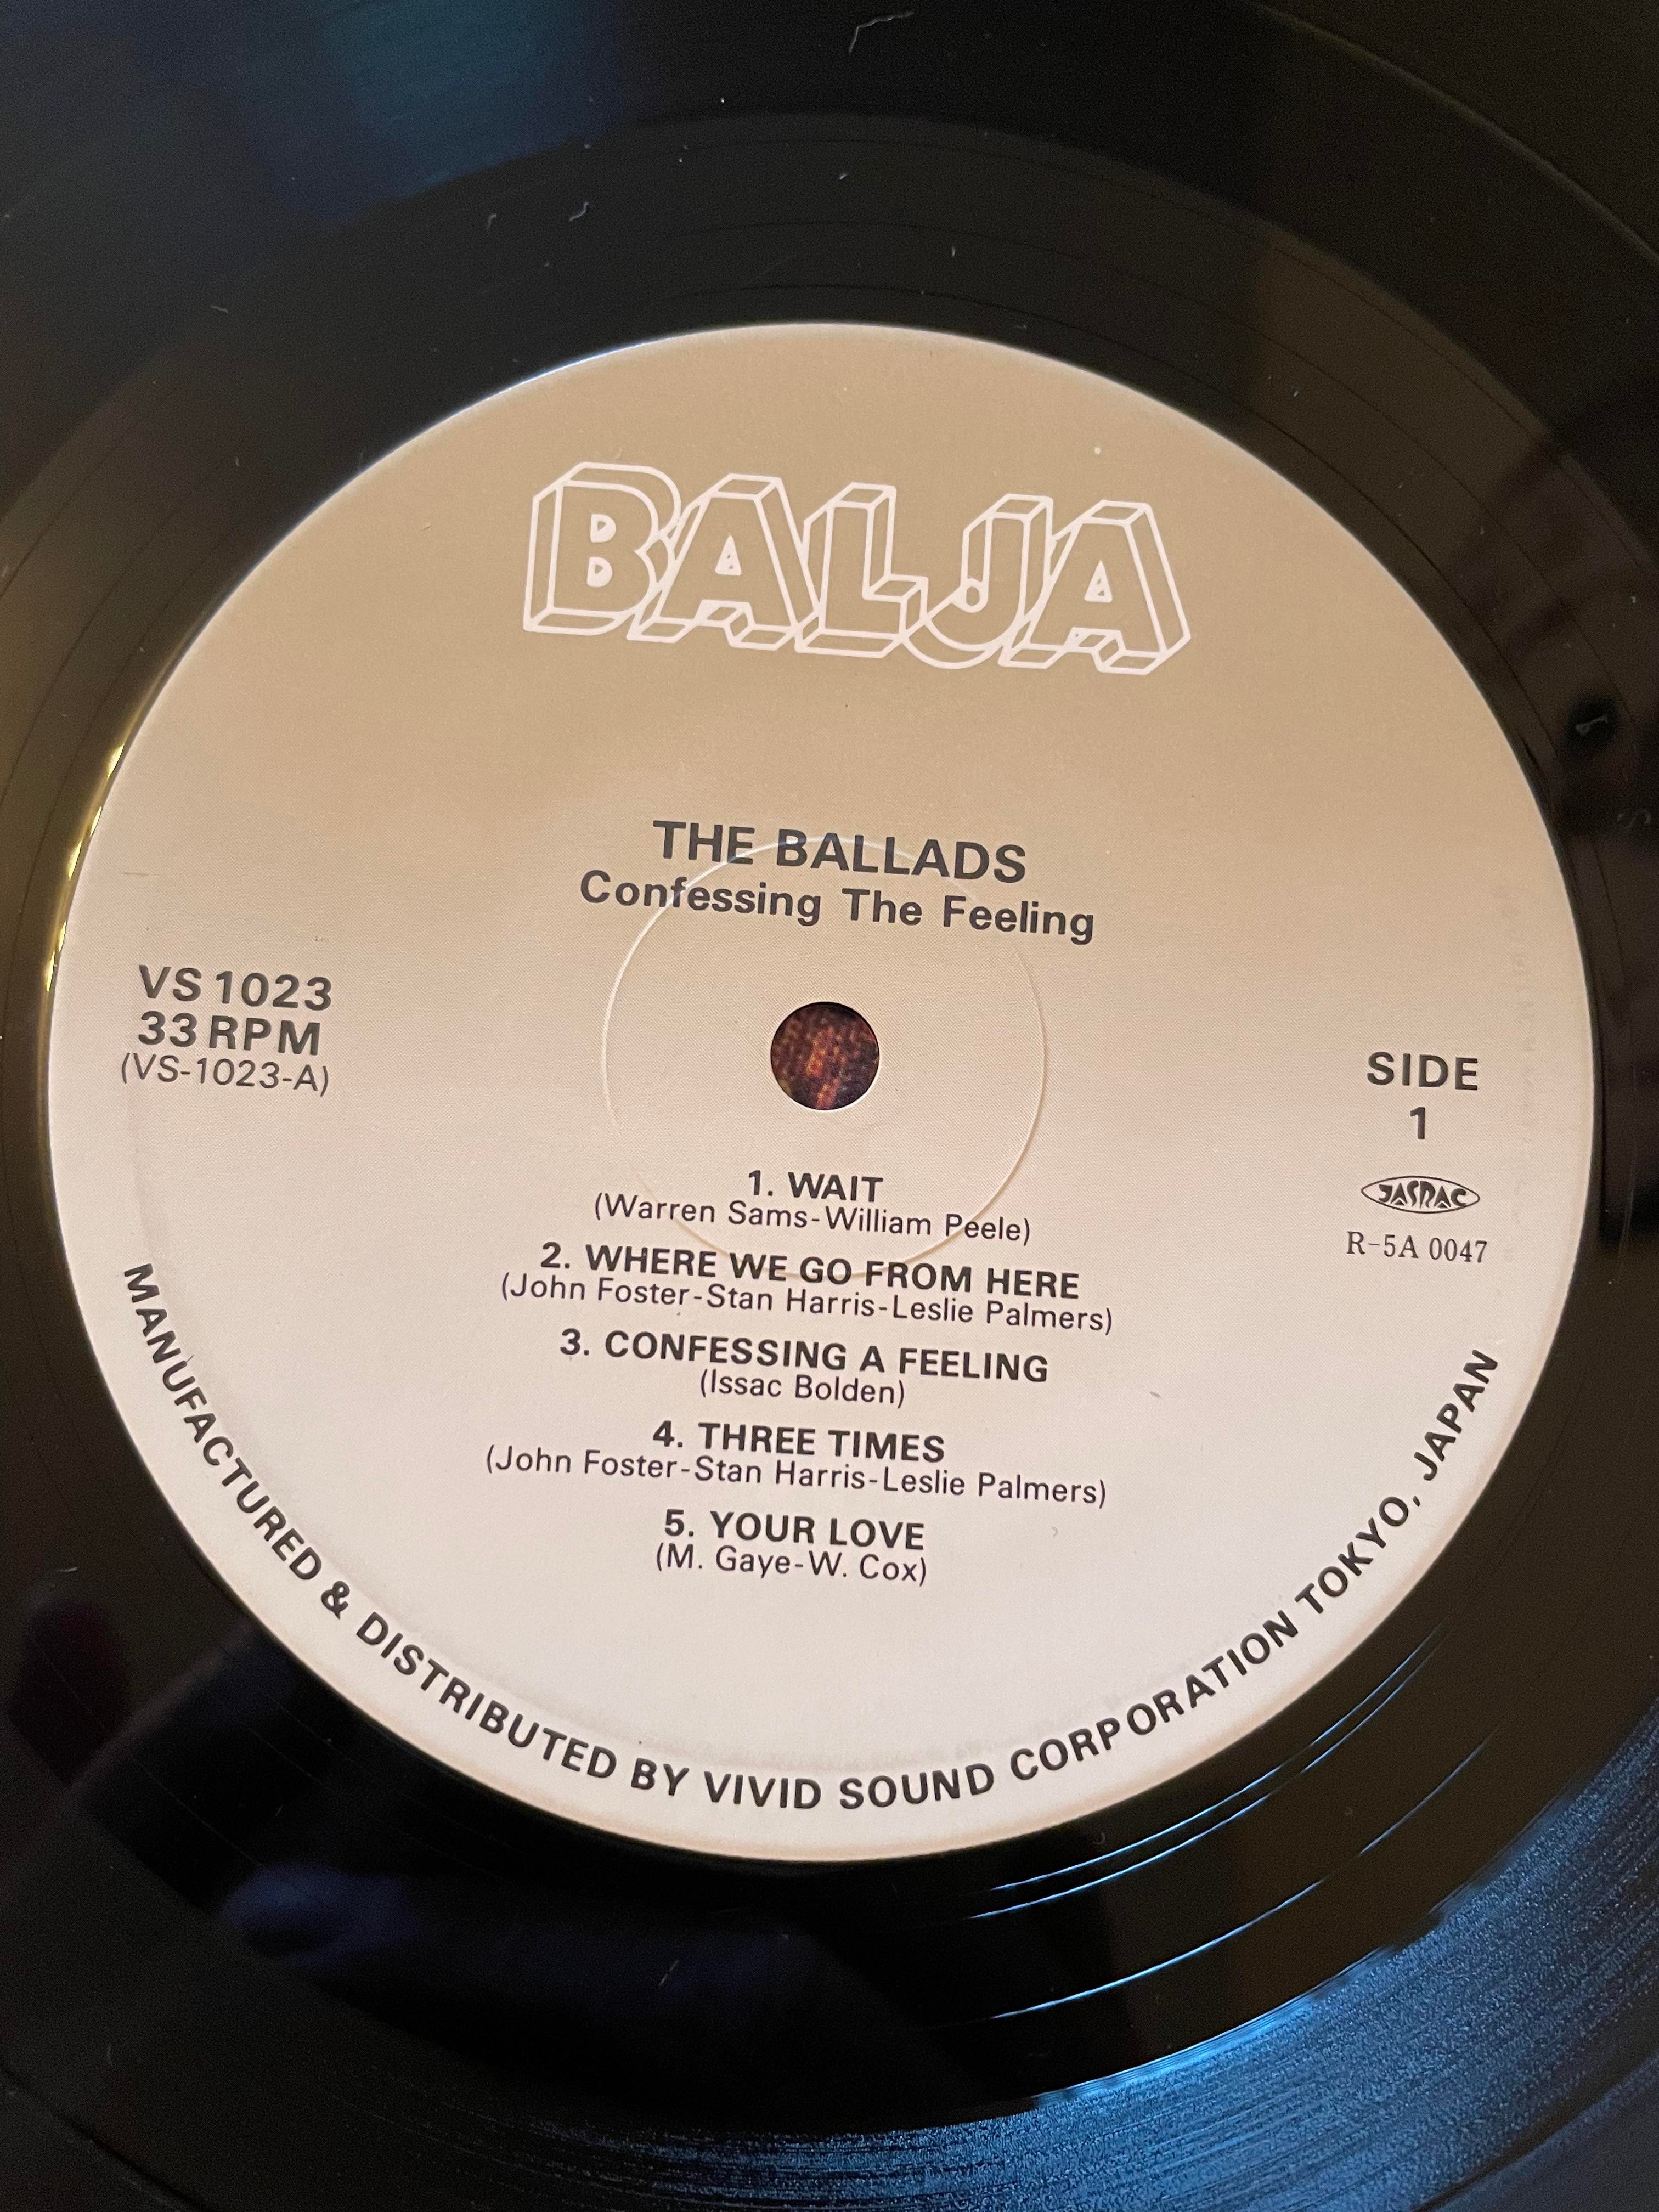 BALJA
THE BALLADS
Confessing The Feeling
VS 1023
33 RPM
(VS-1023-A)
SIDE
1
JASRAC
R-5A 0047
1. WAIT
(Warren Sams-William Peele)
2. WHERE WE GO FROM HERE
(John Foster-Stan Harris-Leslie Palmers)
3. CONFESSING A FEELING
(Issac Bolden)
4. THREE TIMES
(John Foster-Stan Harris-Leslie Palmers)
5. YOUR LOVE
(M. Gaye-W. Cox)
MANUFACTURED & DISTRIBUTED BY VIVID SOUND CORPORATION TOKYO, JAPAN